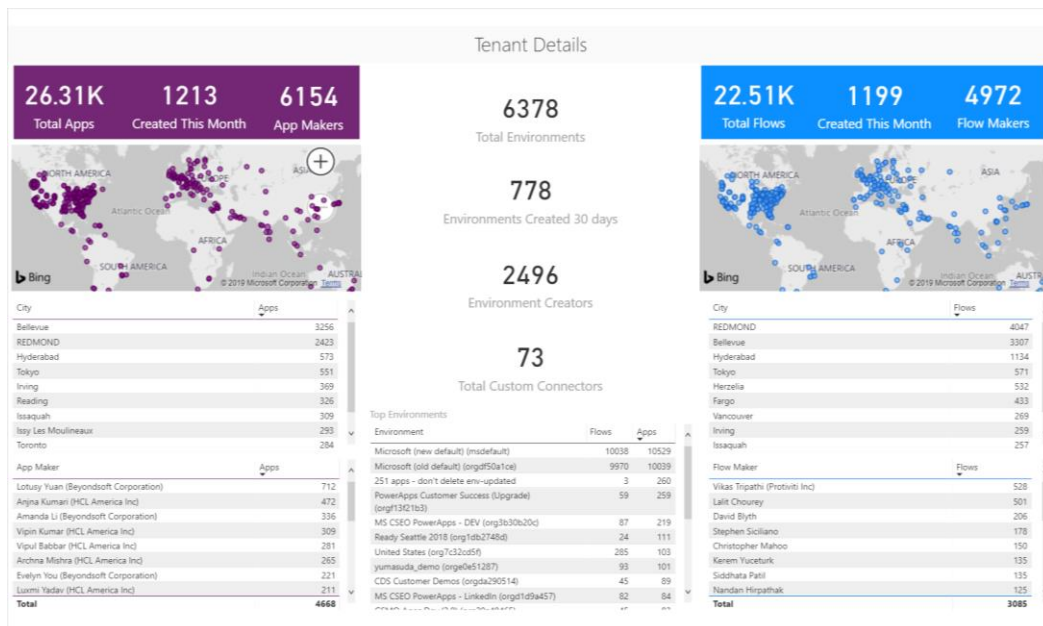 Tenant Details
26.31K 1213 6154
Total Apps Created This Month App Makers
NORTH AMERICA
EUROPE
ASIA
Atlantic Ocean
AFRICA
SOUTH AMERICA
Indian Ocean
AUSTRAL
Bing
© 2019 Microsoft Corporation Terms
City Apps
Bellevue 3256
REDMOND 2423
Hyderabad 573
Tokyo 551
Irving 369
Reading 326
Issaquah 309
Issy Les Moulineaux 293
Toronto 284
App Maker Apps
Lotusy Yuan (Beyondsoft Corporation) 712
Anjna Kumari (HCL America Inc) 472
Amanda Li (Beyondsoft Corporation) 336
Vipin Kumar (HCL America Inc) 309
Vipul Babbar (HCL America Inc) 281
Archna Mishra (HCL America Inc) 265
Evelyn You (Beyondsoft Corporation) 221
Luxmi Yadav (HCL America Inc) 211
Total 4668
6378
Total Environments
778
Environments Created 30 days
2496
Environment Creators
73
Total Custom Connectors
Top Environments
Environment Flows Apps
Microsoft (new default) (msdefault) 10038 10529
Microsoft (old default) (orgdf50a1ce) 9970 10039
251 apps - don't delete env-updated 3 260
PowerApps Customer Success (Upgrade) 59 259
(orgf13f21b3)
MS CSEO PowerApps - DEV (org3b30b20c) 87 219
Ready Seattle 2018 (org1db2748d) 24 111
United States (org7c32cd5f) 285 103
yumasuda_demo (orge0e51287) 93 101
CDS Customer Demos (orgda290514) 45 89
MS CSEO PowerApps - LinkedIn (orgd1d9a457) 82 84
22.51K 1199 4972
Total Flows Created This Month Flow Makers
NORTH AMERICA
EUROPE
ASIA
Atlantic Ocean
AFRICA
SOUTH AMERICA
Indian Ocean
AUSTR
Bing
© 2019 Microsoft Corporation Terms
City Flows
REDMOND 4047
Bellevue 3307
Hyderabad 1134
Tokyo 571
Herzelia 532
Fargo 433
Vancouver 269
Irving 259
Issaquah 257
Flow Maker Flows
Vikas Tripathi (Protiviti Inc) 528
Lalit Chourey 501
David Blyth 206
Stephen Siciliano 178
Christopher Mahoo 150
Kerem Yuceturk 135
Siddhata Patil 135
Nandan Hirpathak 125
Total 3085